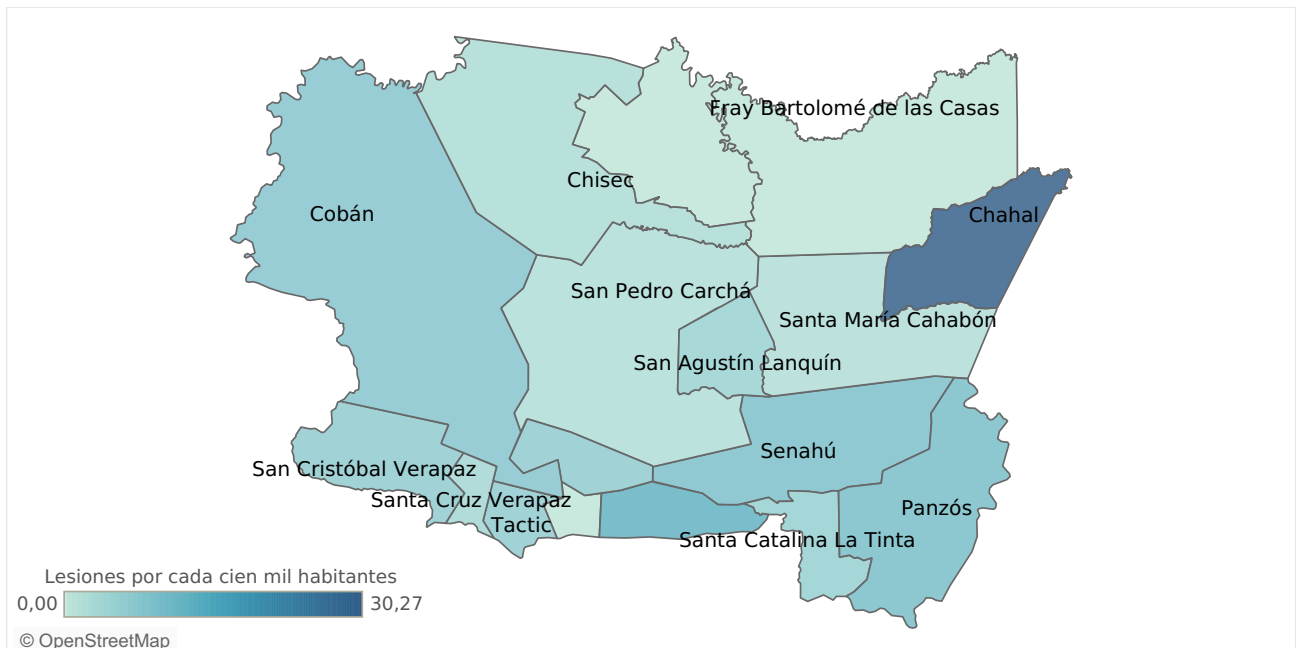 Fray Bartolomé de las Casas
Chisec
Cobán
Chahal
San Pedro Carchá
Santa María Cahabón
San Agustín Lanquín
Senahú
San Cristóbal Verapaz
Santa Cruz Verapaz
Tactic
Panzós
Santa Catalina La Tinta
Lesiones por cada cien mil habitantes
0,00 30,27
© OpenStreetMap